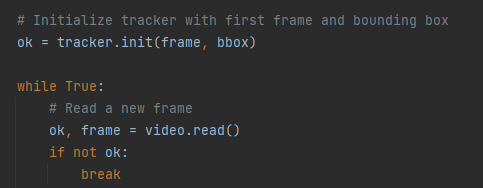 # Initialize tracker with first frame and bounding box
ok = tracker.init(frame, bbox)
while True:
# Read a new frame
ok, frame = video.read()
if not ok:
break